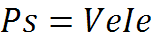 Ps = VeIe